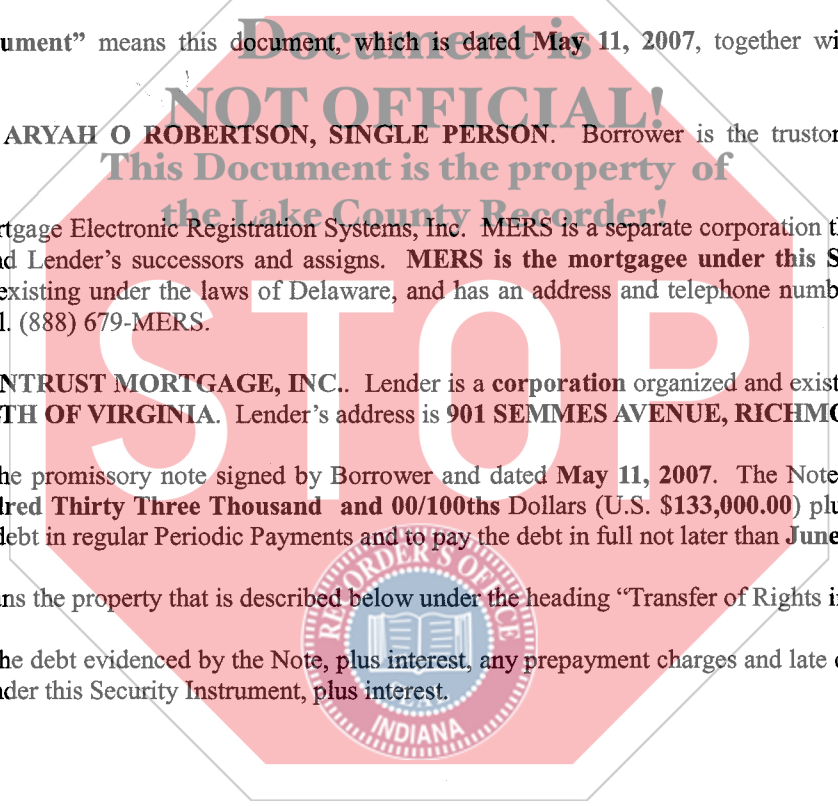 Document is
ument” means this document, which is dated May 11, 2007, together wi
NOT OFFICIAL!
ARYAH O ROBERTSON, SINGLE PERSON. Borrower is the trustor
This Document is the property of
the Lake County Recorder!
rtgage Electronic Registration Systems, Inc. MERS is a separate corporation t
d Lender’s successors and assigns. MERS is the mortgagee under this S
existing under the laws of Delaware, and has an address and telephone numb
l. (888) 679-MERS.
STOP
NTRUST MORTGAGE, INC.. Lender is a corporation organized and exist
TH OF VIRGINIA. Lender’s address is 901 SEMMES AVENUE, RICHMO
he promissory note signed by Borrower and dated May 11, 2007. The Note
dred Thirty Three Thousand and 00/100ths Dollars (U.S. $133,000.00) plu
debt in regular Periodic Payments and to pay the debt in full not later than June
ns the property that is described below under the heading “Transfer of Rights i
he debt evidenced by the Note, plus interest, any prepayment charges and late
der this Security Instrument, plus interest.
RECORDER'S OFFICE
SEAL
INDIANA